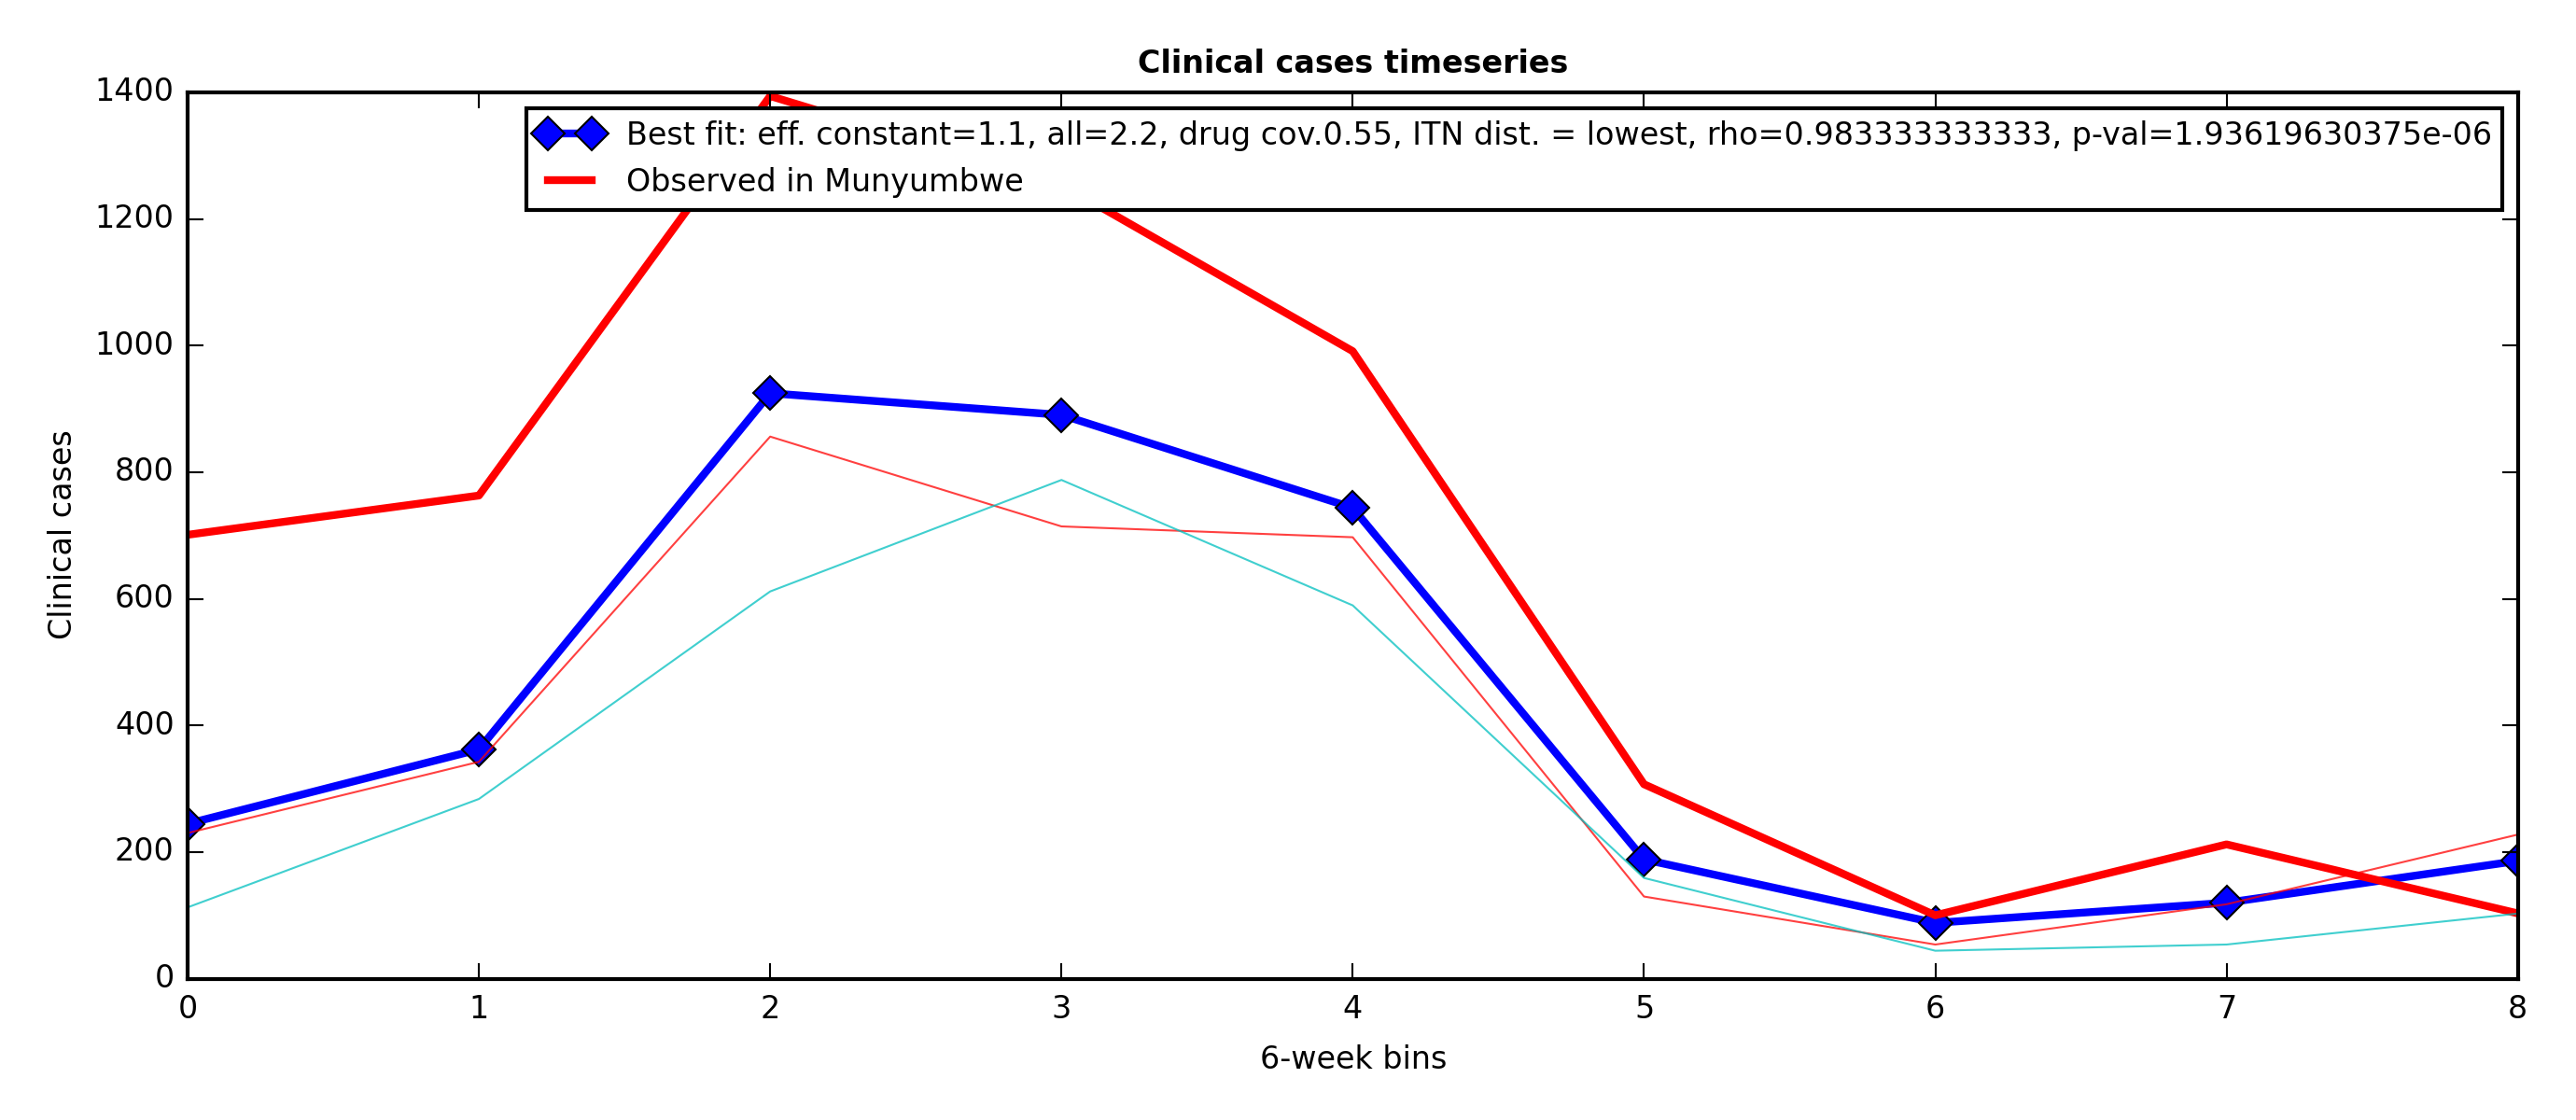 Clinical cases timeseries
1400
1200
1000
800
600
400
200
0
Clinical cases
Best fit: eff. constant=1.1, all=2.2, drug cov.0.55, ITN dist. = lowest, rho=0.983333333333, p-val=1.93619630375e-06
Observed in Munyumbwe
0 1 2 3 4 5 6 7 8
6-week bins